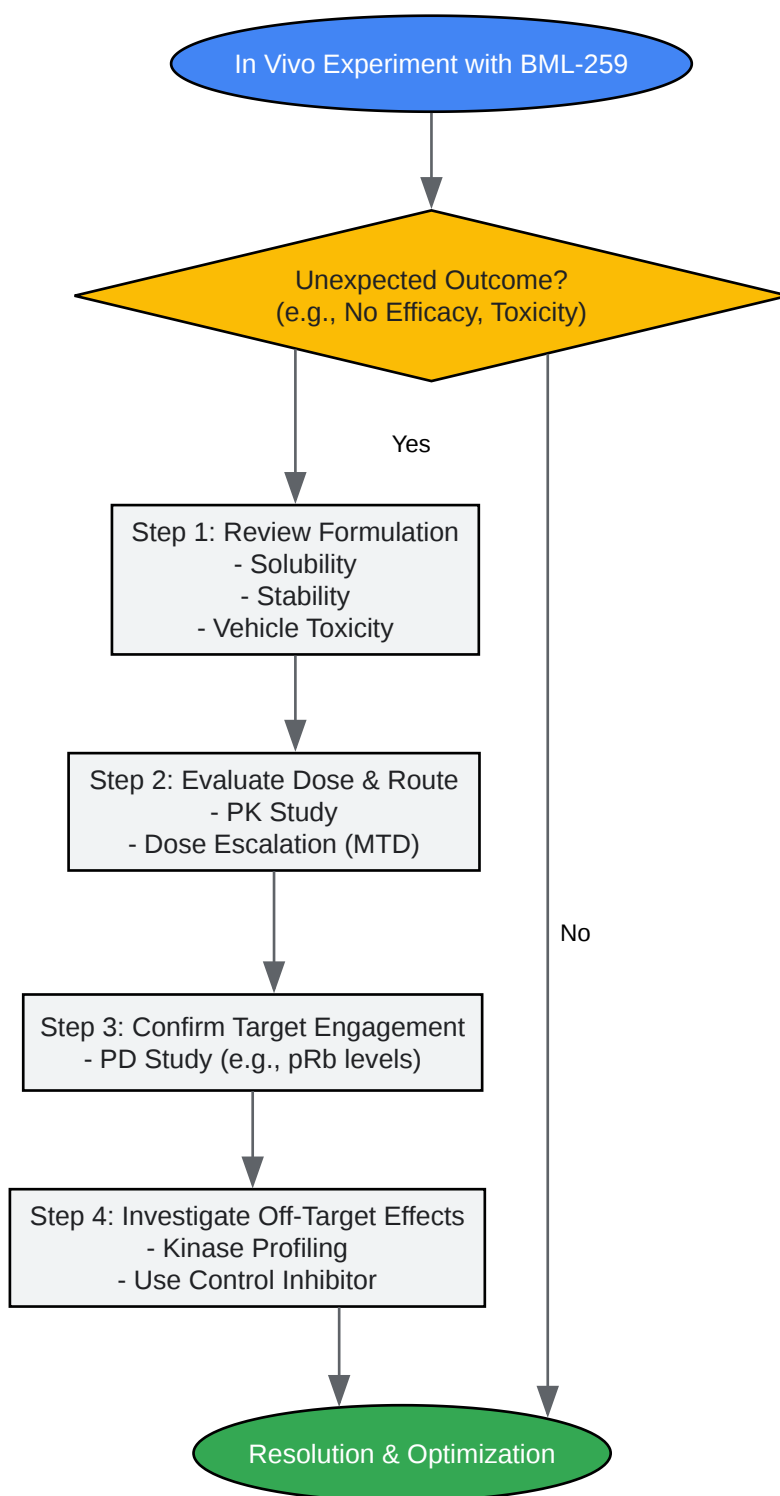 In Vivo Experiment with BML-259
Unexpected Outcome?
(e.g., No Efficacy, Toxicity)
Yes
Step 1: Review Formulation
- Solubility
- Stability
- Vehicle Toxicity
Step 2: Evaluate Dose & Route
- PK Study
- Dose Escalation (MTD)
No
Step 3: Confirm Target Engagement
- PD Study (e.g., pRb levels)
Step 4: Investigate Off-Target Effects
- Kinase Profiling
- Use Control Inhibitor
Resolution & Optimization